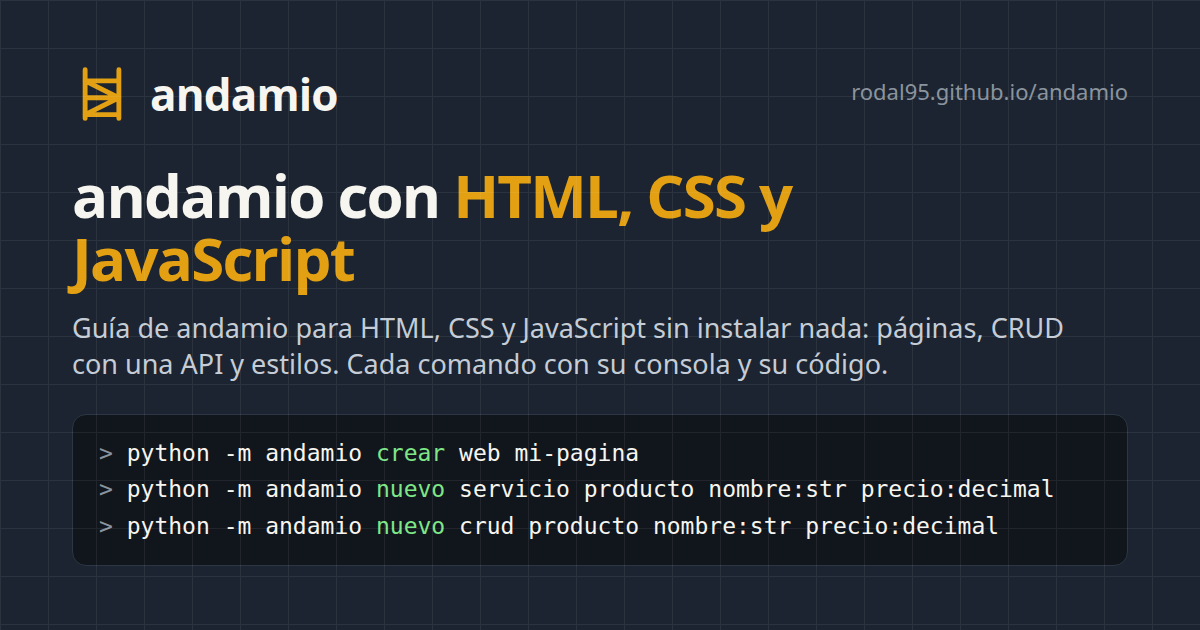 andamio
rodal95.github.io/andamio
andamio con HTML, CSS y
JavaScript
Guía de andamio para HTML, CSS y JavaScript sin instalar nada: páginas, CRUD
con una API y estilos. Cada comando con su consola y su código.
> python -m andamio crear web mi-pagina
> python -m andamio nuevo servicio producto nombre:str precio:decimal
> python -m andamio nuevo crud producto nombre:str precio:decimal